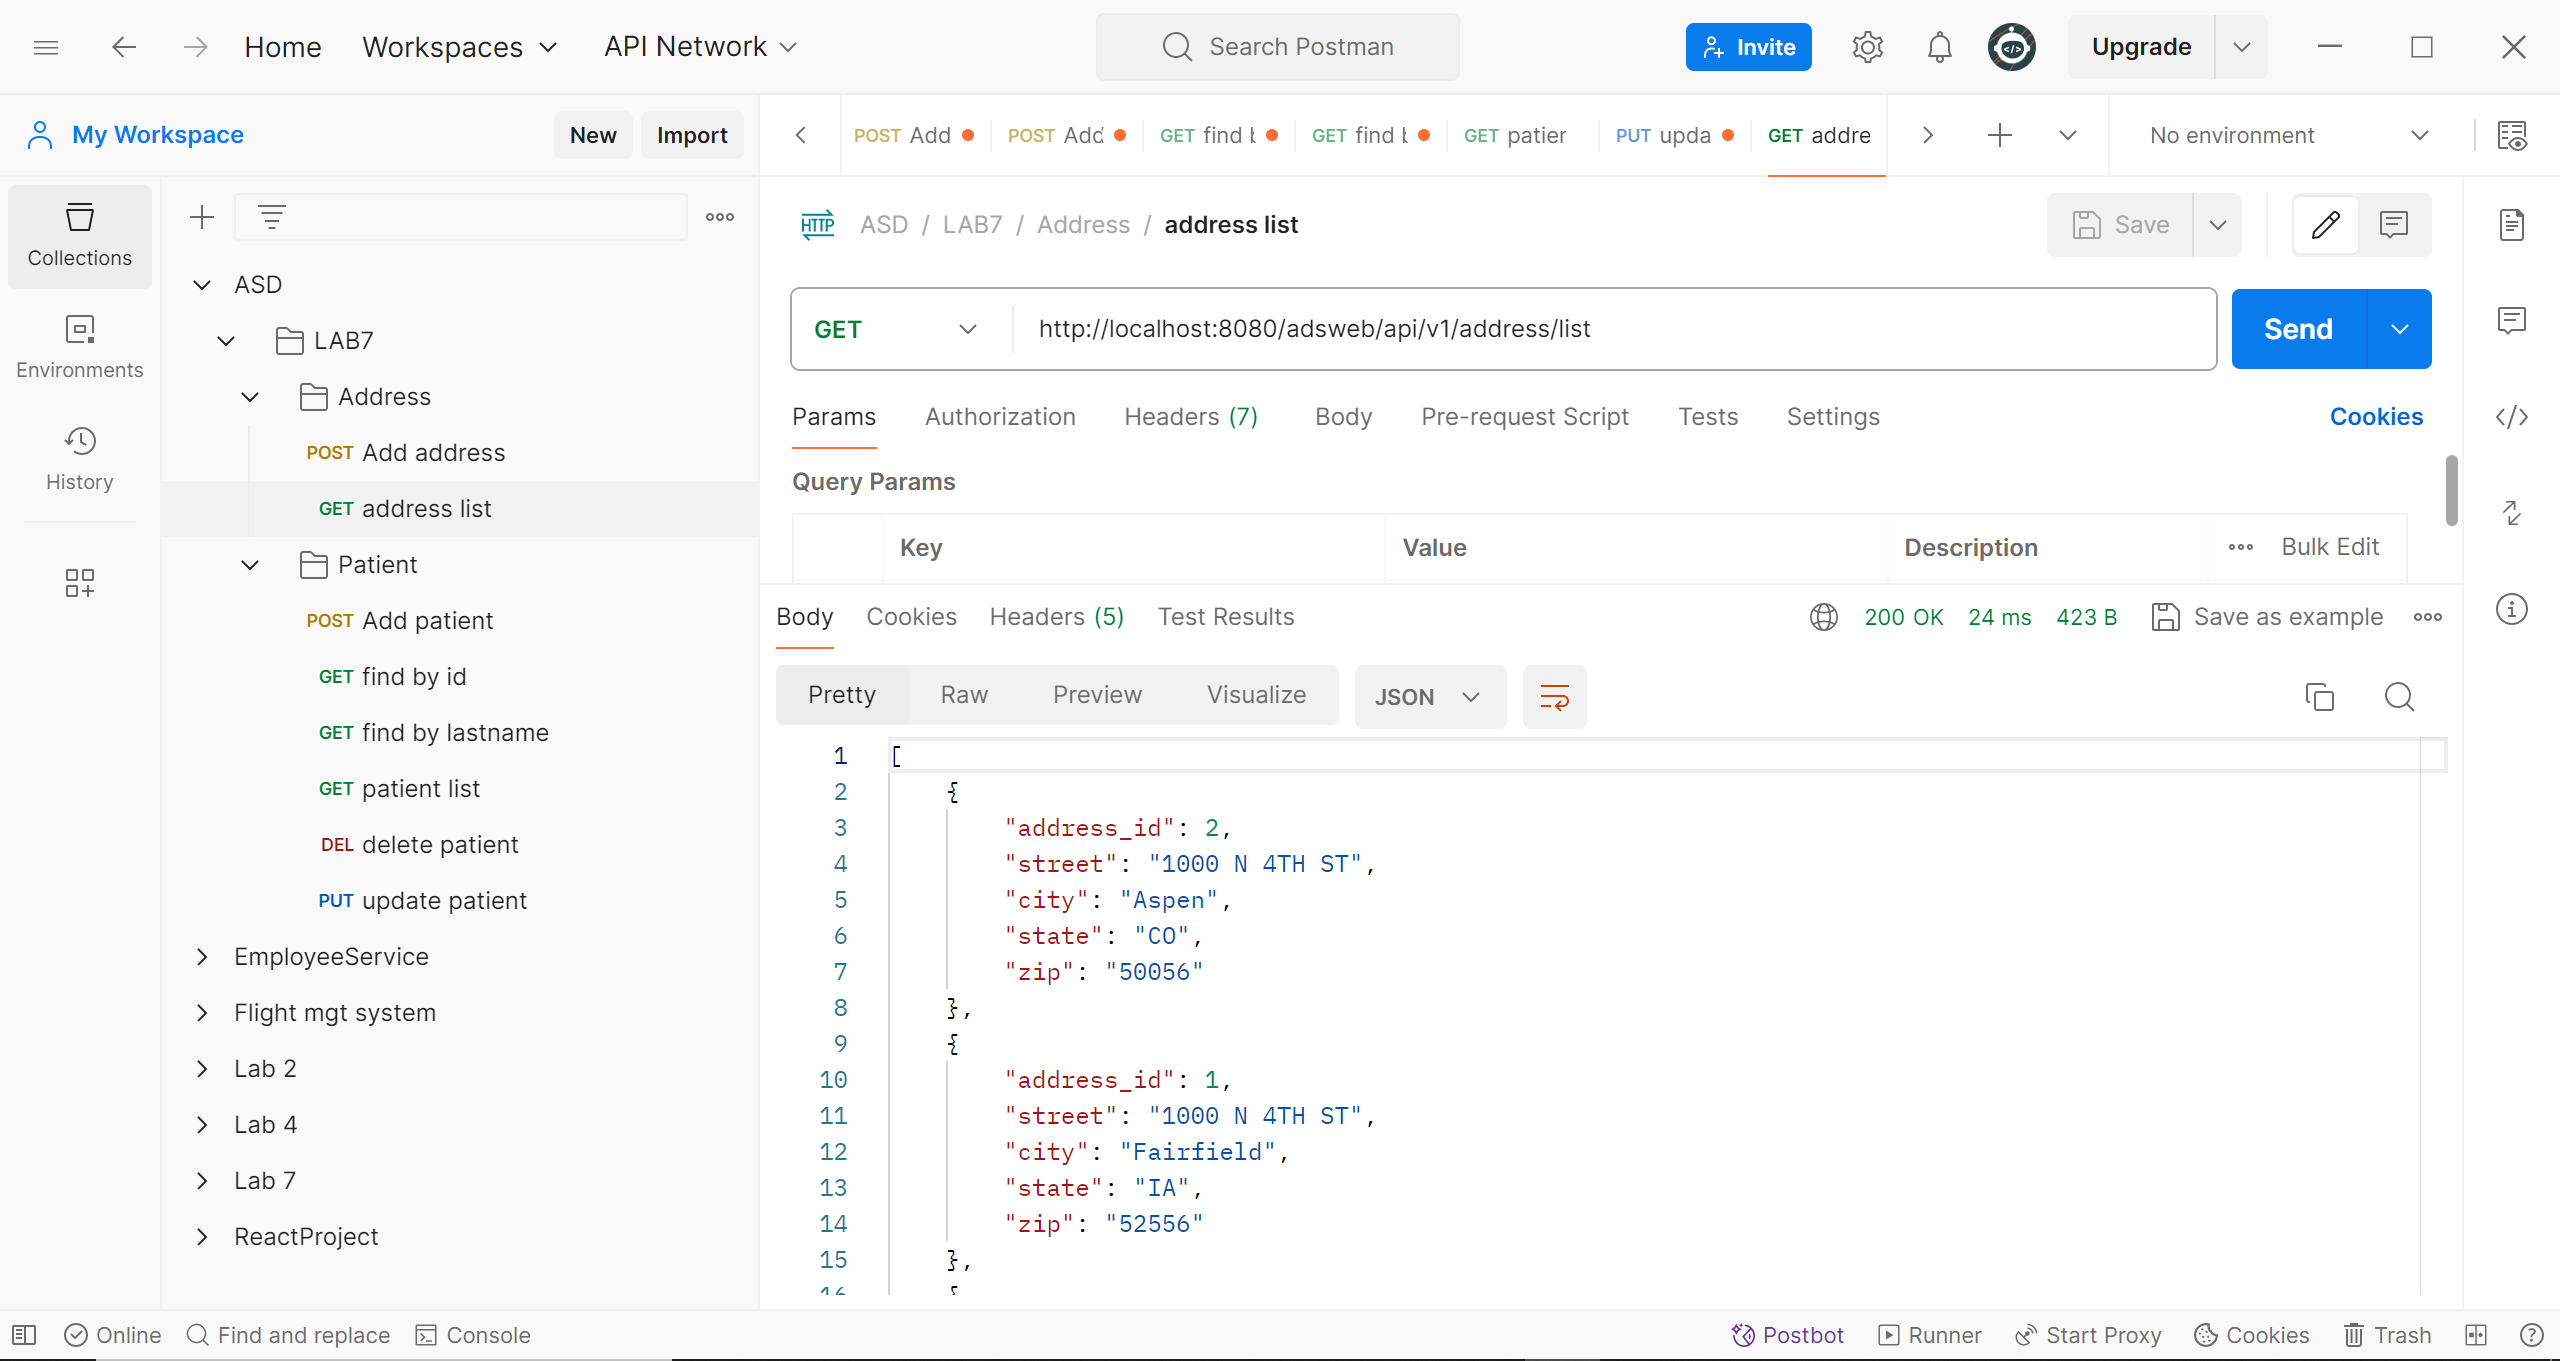 Home Workspaces API Network Search Postman Invite Upgrade
My Workspace New Import
POST Add POST Add GET find b GET find b GET patier PUT upda GET addre No environment
Collections
Environments
History
ASD
LAB7
Address
POST Add address
GET address list
Patient
POST Add patient
GET find by id
GET find by lastname
GET patient list
DEL delete patient
PUT update patient
EmployeeService
Flight mgt system
Lab 2
Lab 4
Lab 7
ReactProject
HTTP ASD / LAB7 / Address / address list Save
GET http://localhost:8080/adsweb/api/v1/address/list Send
Params Authorization Headers (7) Body Pre-request Script Tests Settings Cookies
Query Params
Key Value Description Bulk Edit
Body Cookies Headers (5) Test Results 200 OK 24 ms 423 B Save as example
Pretty Raw Preview Visualize JSON
1 [
2 {
3 "address_id": 2,
4 "street": "1000 N 4TH ST",
5 "city": "Aspen",
6 "state": "CO",
7 "zip": "50056"
8 },
9 {
10 "address_id": 1,
11 "street": "1000 N 4TH ST",
12 "city": "Fairfield",
13 "state": "IA",
14 "zip": "52556"
15 },
16 {
Online Find and replace Console Postbot Runner Start Proxy Cookies Trash